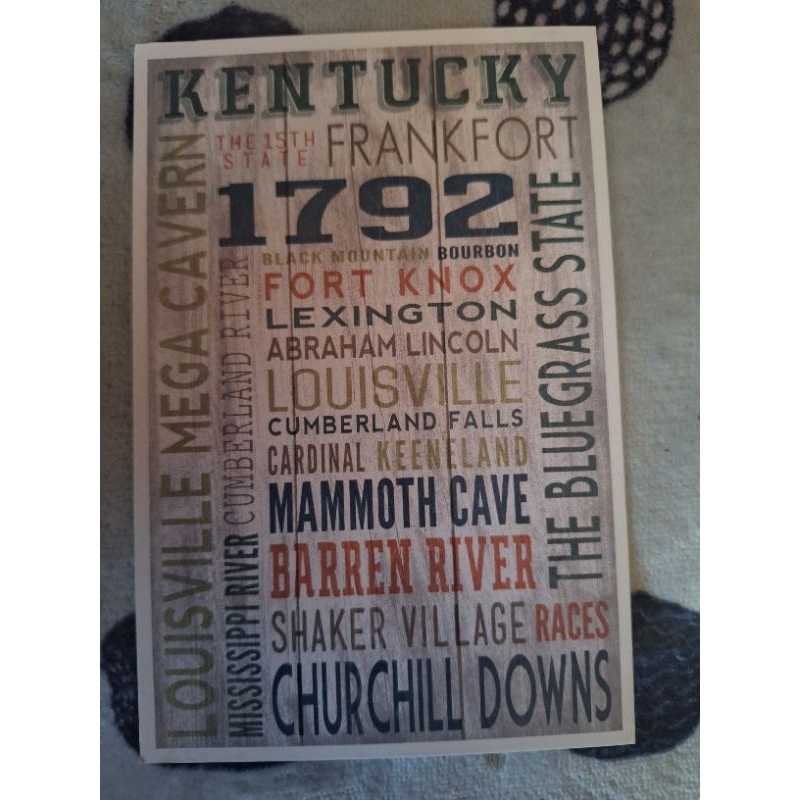 KENTUCKY
THE 15TH
STATE
FRANKFORT
1792
BLACK MOUNTAIN BOURBON
FORT KNOX
LEXINGTON
ABRAHAM LINCOLN
LOUISVILLE
CUMBERLAND FALLS
CARDINAL KEENELAND
MAMMOTH CAVE
BARREN RIVER
SHAKER VILLAGE RACES
CHURCHILL DOWNS
LOUISVILLE MEGA CAVERN
MISSISSIPPI RIVER CUMBERLAND RIVER
THE BLUEGRASS STATE